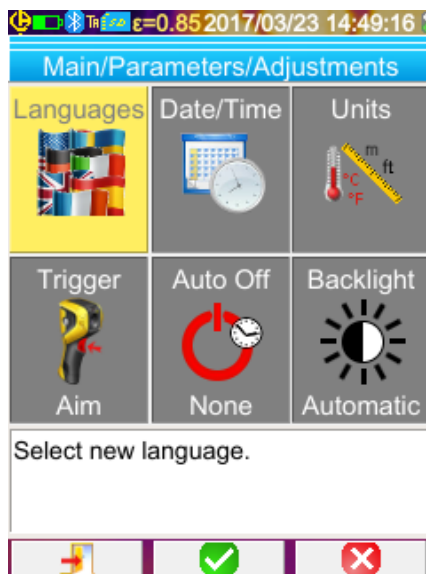 TA ε=0.85 2017/03/23 14:49:16
Main/Parameters/Adjustments
Languages Date/Time Units
m
ft
°C
°F
Trigger Auto Off Backlight
Aim None Automatic
Select new language.